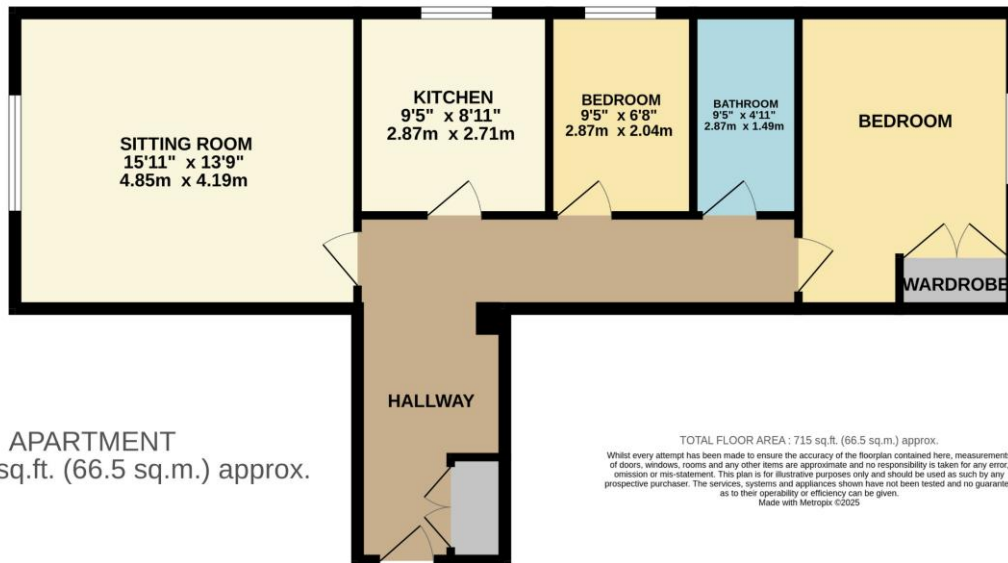 SITTING ROOM
15'11" x 13'9"
4.85m x 4.19m
KITCHEN
9'5" x 8'11"
2.87m x 2.71m
BEDROOM
9'5" x 6'8"
2.87m x 2.04m
BATHROOM
9'5" x 4'11"
2.87m x 1.49m
BEDROOM
WARDROBE
HALLWAY
APARTMENT
sq.ft. (66.5 sq.m.) approx.
TOTAL FLOOR AREA : 715 sq.ft. (66.5 sq.m.) approx.
Whilst every attempt has been made to ensure the accuracy of the floorplan contained here, measurements
of doors, windows, rooms and any other items are approximate and no responsibility is taken for any error,
omission or mis-statement. This plan is for illustrative purposes only and should be used as such by any
prospective purchaser. The services, systems and appliances shown have not been tested and no guarantee
as to their operability or efficiency can be given.
Made with Metropix ©2025